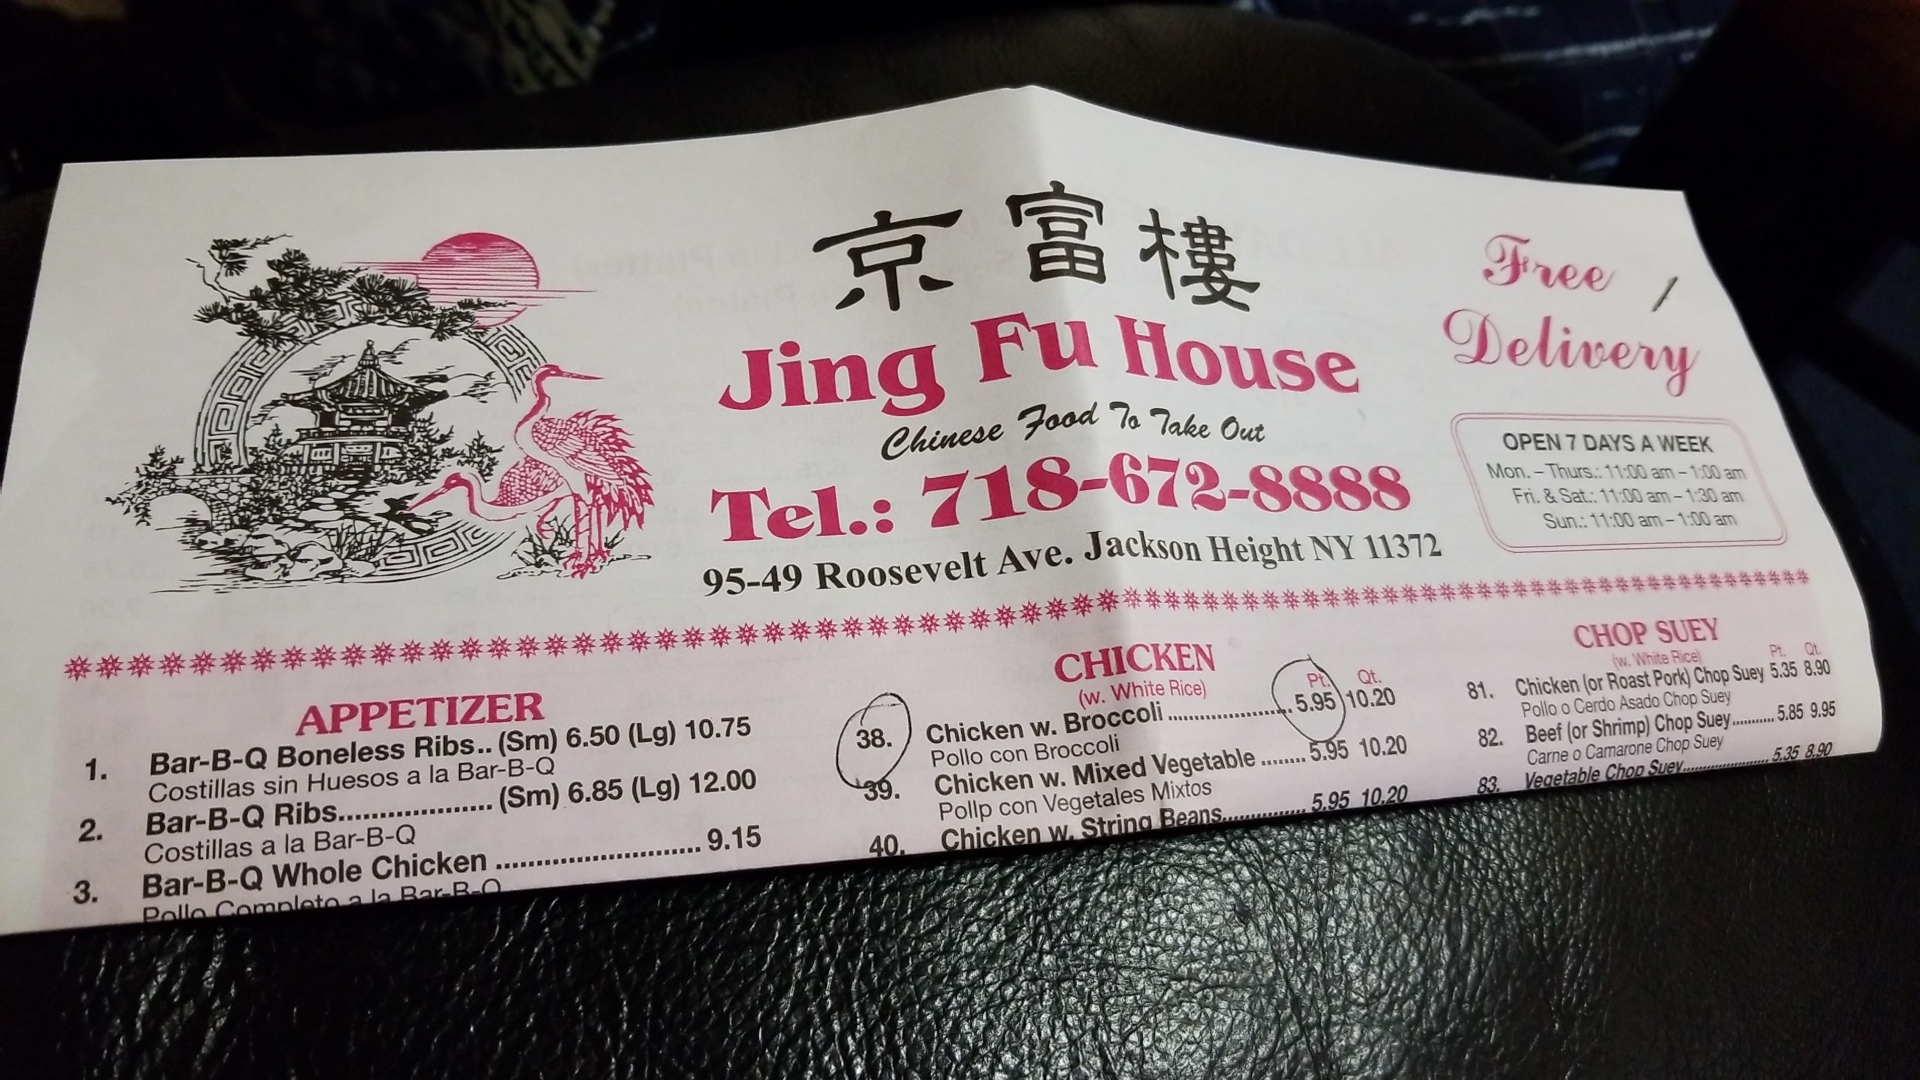 京富樓
Jing Fu House
Chinese Food To Take Out
Tel.: 718-672-8888
95-49 Roosevelt Ave. Jackson Height NY 11372
Free
Delivery
OPEN 7 DAYS A WEEK
Mon. – Thurs.: 11:00 am – 1:00 am
Fri. & Sat.: 11:00 am – 1:30 am
Sun.: 11:00 am – 1:00 am
APPETIZER
1. Bar-B-Q Boneless Ribs.. (Sm) 6.50 (Lg) 10.75
Costillas sin Huesos a la Bar-B-Q
2. Bar-B-Q Ribs................... (Sm) 6.85 (Lg) 12.00
Costillas a la Bar-B-Q
3. Bar-B-Q Whole Chicken .......................... 9.15
Pollo Completo a la Bar-B-Q
CHICKEN
(w. White Rice) Pt. Qt.
38. Chicken w. Broccoli ..................... 5.95 10.20
Pollo con Broccoli
39. Chicken w. Mixed Vegetable ........ 5.95 10.20
Pollp con Vegetales Mixtos
40. Chicken w. String Beans............... 5.95 10.20
CHOP SUEY
(w. White Rice) Pt. Qt.
81. Chicken (or Roast Pork) Chop Suey 5.35 8.90
Pollo o Cerdo Asado Chop Suey
82. Beef (or Shrimp) Chop Suey.......... 5.85 9.95
Carne o Camarone Chop Suey
83. Vegetable Chop Suey..................... 5.35 8.90